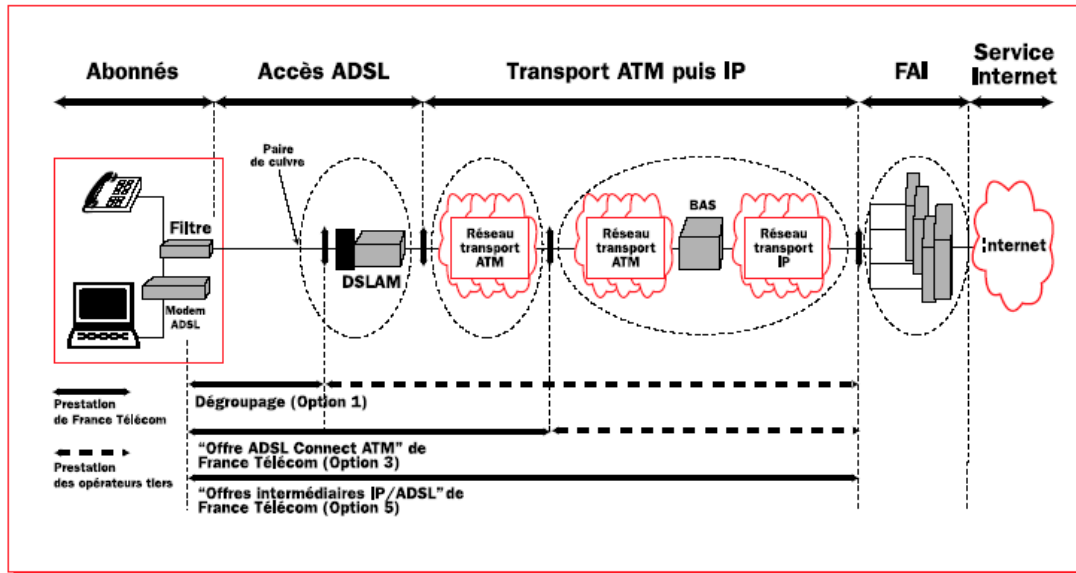 Abonnés
Accès ADSL
Transport ATM puis IP
FAI
Service
Internet
Paire
de cuivre
Filtre
Modem
ADSL
DSLAM
Réseau
transport
ATM
Réseau
transport
ATM
BAS
Réseau
transport
IP
Internet
Prestation
de France Télécom
Dégroupage (Option 1)
"Offre ADSL Connect ATM" de
France Télécom (Option 3)
Prestation
des opérateurs tiers
"Offres intermédiaires IP/ADSL" de
France Télécom (Option 5)